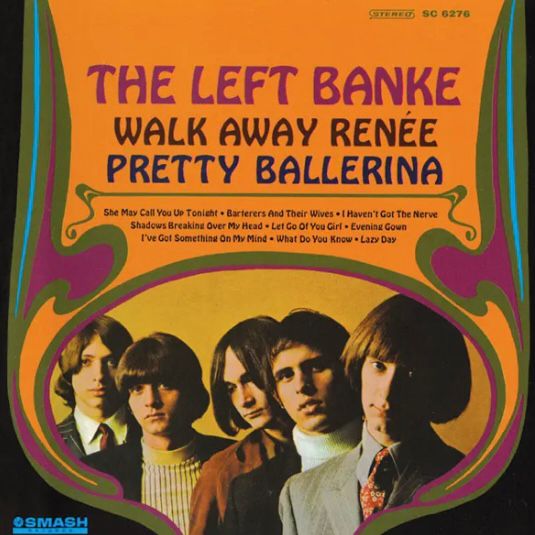 STEREO SC 6276
THE LEFT BANKE
WALK AWAY RENÉE
PRETTY BALLERINA
She May Call You Up Tonight • Barterers And Their Wives • I Haven't Got The Nerve
Shadows Breaking Over My Head • Let Go Of You Girl • Evening Gown
I've Got Something On My Mind • What Do You Know • Lazy Day
SMASH
RECORDS